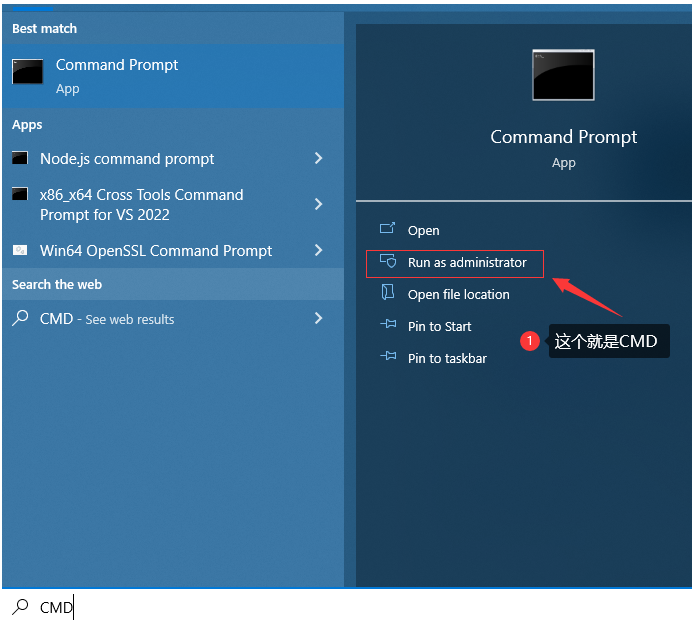 Best match
Command Prompt
App
Apps
Node.js command prompt
x86_x64 Cross Tools Command
Prompt for VS 2022
Win64 OpenSSL Command Prompt
Search the web
CMD - See web results
Command Prompt
App
Open
Run as administrator
Open file location
Pin to Start
Pin to taskbar
1 这个就是CMD
CMD